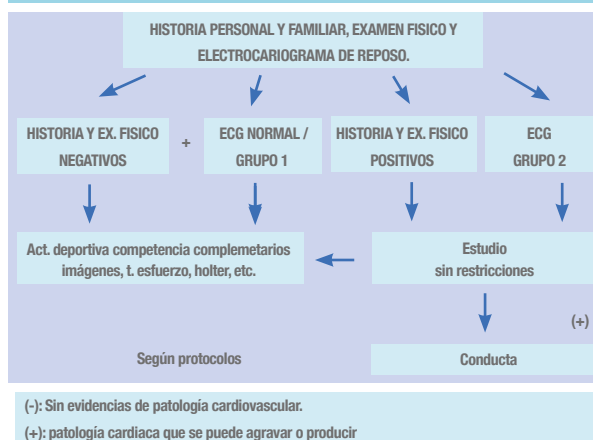 HISTORIA PERSONAL Y FAMILIAR, EXAMEN FISICO Y
ELECTROCARIOGRAMA DE REPOSO.
HISTORIA Y EX. FISICO
NEGATIVOS
+
ECG NORMAL /
GRUPO 1
HISTORIA Y EX. FISICO
POSITIVOS
ECG
GRUPO 2
Act. deportiva competencia complemetarios
imágenes, t. esfuerzo, holter, etc.
Estudio
sin restricciones
(+)
Según protocolos
Conducta
(-): Sin evidencias de patología cardiovascular.
(+): patología cardiaca que se puede agravar o producir